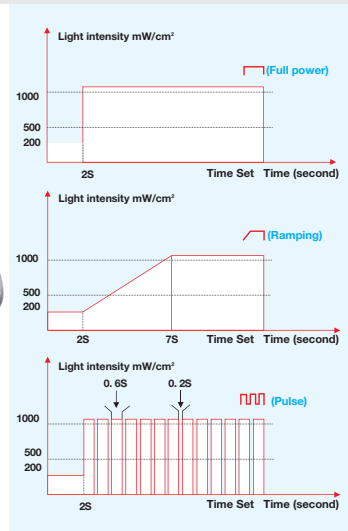 Light intensity mW/cm²
(Full power)
1000
500
200
2S Time Set Time (second)
Light intensity mW/cm²
(Ramping)
1000
500
200
2S 7S Time Set Time (second)
Light intensity mW/cm²
0. 6S 0. 2S
(Pulse)
1000
500
200
2S Time Set Time (second)